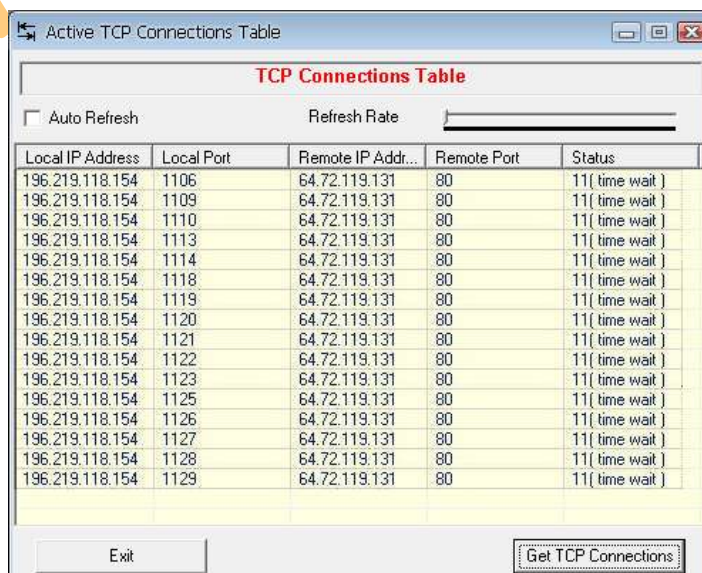 Active TCP Connections Table
TCP Connections Table
Auto Refresh Refresh Rate
Local IP Address Local Port Remote IP Addr... Remote Port Status
196.219.118.154 1106 64.72.119.131 80 11( time wait )
196.219.118.154 1109 64.72.119.131 80 11( time wait )
196.219.118.154 1110 64.72.119.131 80 11( time wait )
196.219.118.154 1113 64.72.119.131 80 11( time wait )
196.219.118.154 1114 64.72.119.131 80 11( time wait )
196.219.118.154 1118 64.72.119.131 80 11( time wait )
196.219.118.154 1119 64.72.119.131 80 11( time wait )
196.219.118.154 1120 64.72.119.131 80 11( time wait )
196.219.118.154 1121 64.72.119.131 80 11( time wait )
196.219.118.154 1122 64.72.119.131 80 11( time wait )
196.219.118.154 1123 64.72.119.131 80 11( time wait )
196.219.118.154 1125 64.72.119.131 80 11( time wait )
196.219.118.154 1126 64.72.119.131 80 11( time wait )
196.219.118.154 1127 64.72.119.131 80 11( time wait )
196.219.118.154 1128 64.72.119.131 80 11( time wait )
196.219.118.154 1129 64.72.119.131 80 11( time wait )
Exit Get TCP Connections